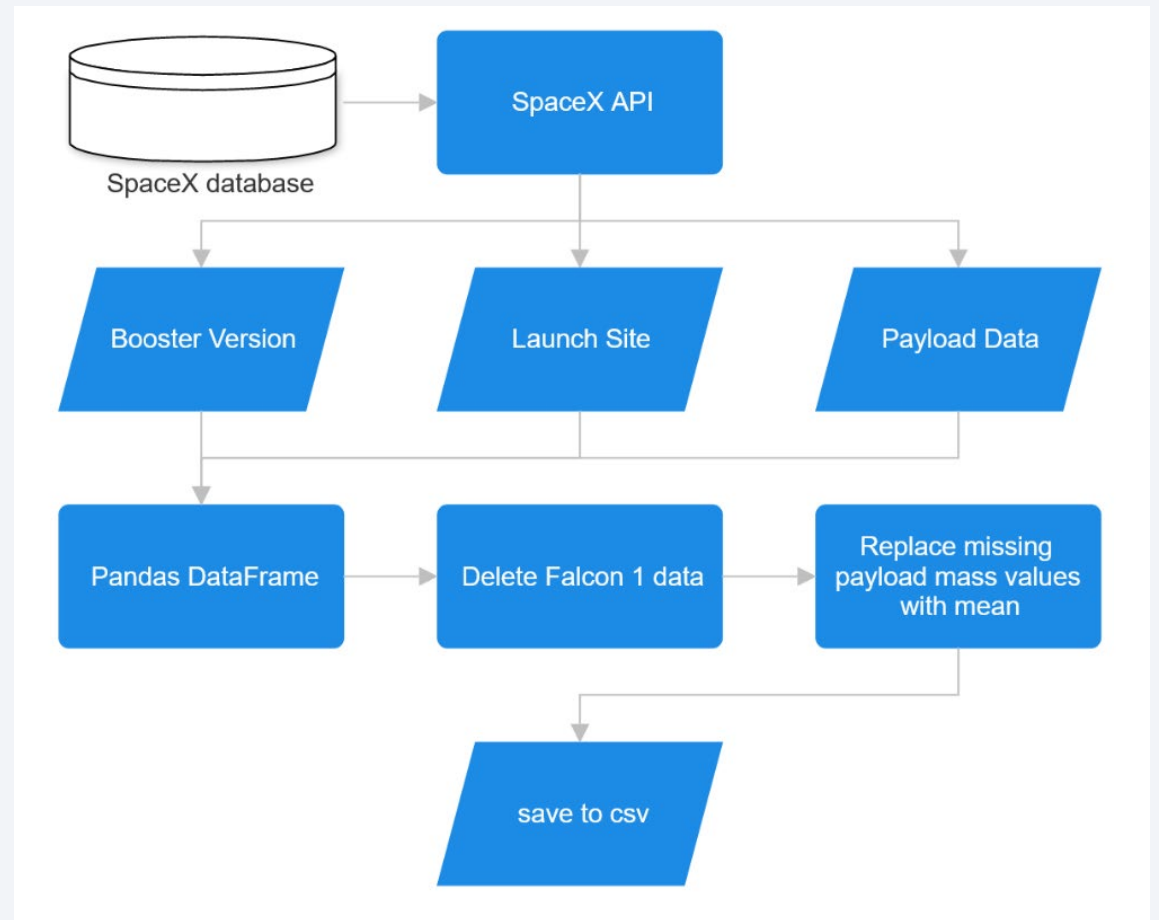 SpaceX API
SpaceX database
Booster Version
Launch Site
Payload Data
Pandas DataFrame
Delete Falcon 1 data
Replace missing
payload mass values
with mean
save to csv